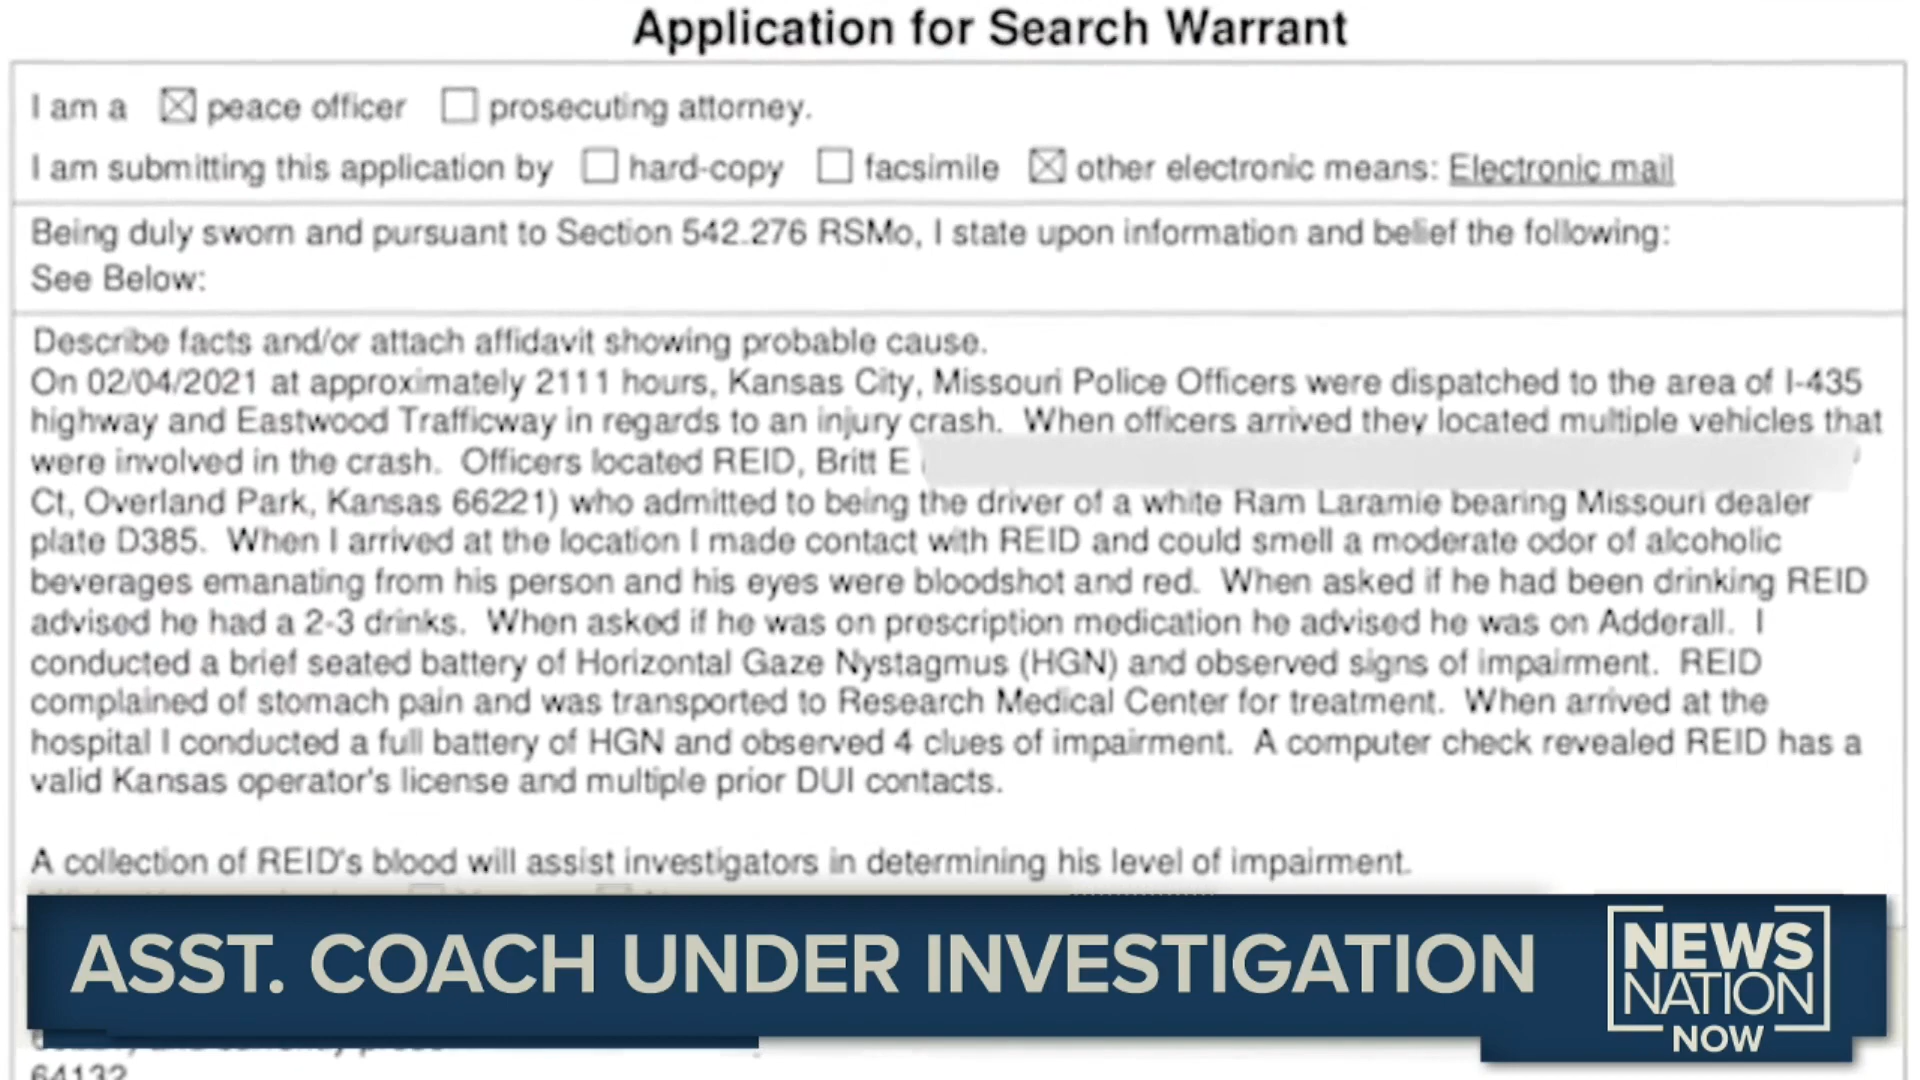 Application for Search Warrant
I am a ☒ peace officer ☐ prosecuting attorney.
I am submitting this application by ☐ hard-copy ☐ facsimile ☒ other electronic means: Electronic mail
Being duly sworn and pursuant to Section 542.276 RSMo, I state upon information and belief the following:
See Below:
Describe facts and/or attach affidavit showing probable cause.
On 02/04/2021 at approximately 2111 hours, Kansas City, Missouri Police Officers were dispatched to the area of I-435
highway and Eastwood Trafficway in regards to an injury crash. When officers arrived they located multiple vehicles that
were involved in the crash. Officers located REID, Britt E
Ct, Overland Park, Kansas 66221) who admitted to being the driver of a white Ram Laramie bearing Missouri dealer
plate D385. When I arrived at the location I made contact with REID and could smell a moderate odor of alcoholic
beverages emanating from his person and his eyes were bloodshot and red. When asked if he had been drinking REID
advised he had a 2-3 drinks. When asked if he was on prescription medication he advised he was on Adderall. I
conducted a brief seated battery of Horizontal Gaze Nystagmus (HGN) and observed signs of impairment. REID
complained of stomach pain and was transported to Research Medical Center for treatment. When arrived at the
hospital I conducted a full battery of HGN and observed 4 clues of impairment. A computer check revealed REID has a
valid Kansas operator's license and multiple prior DUI contacts.
A collection of REID's blood will assist investigators in determining his level of impairment.
ASST. COACH UNDER INVESTIGATION
NEWS
NATION
NOW
64132